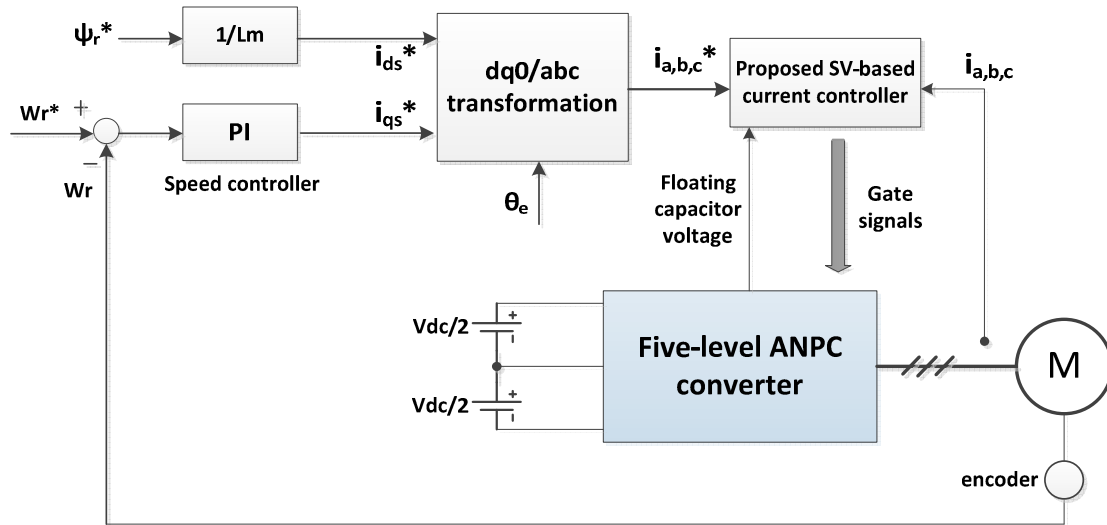 ψr*
1/Lm
ids*
dq0/abc
transformation
ia,b,c*
Proposed SV-based
current controller
ia,b,c
Wr*
+
−
PI
iqs*
Speed controller
Wr
θe
Floating
capacitor
voltage
Gate
signals
Vdc/2
+
-
Vdc/2
+
-
Five-level ANPC
converter
M
encoder